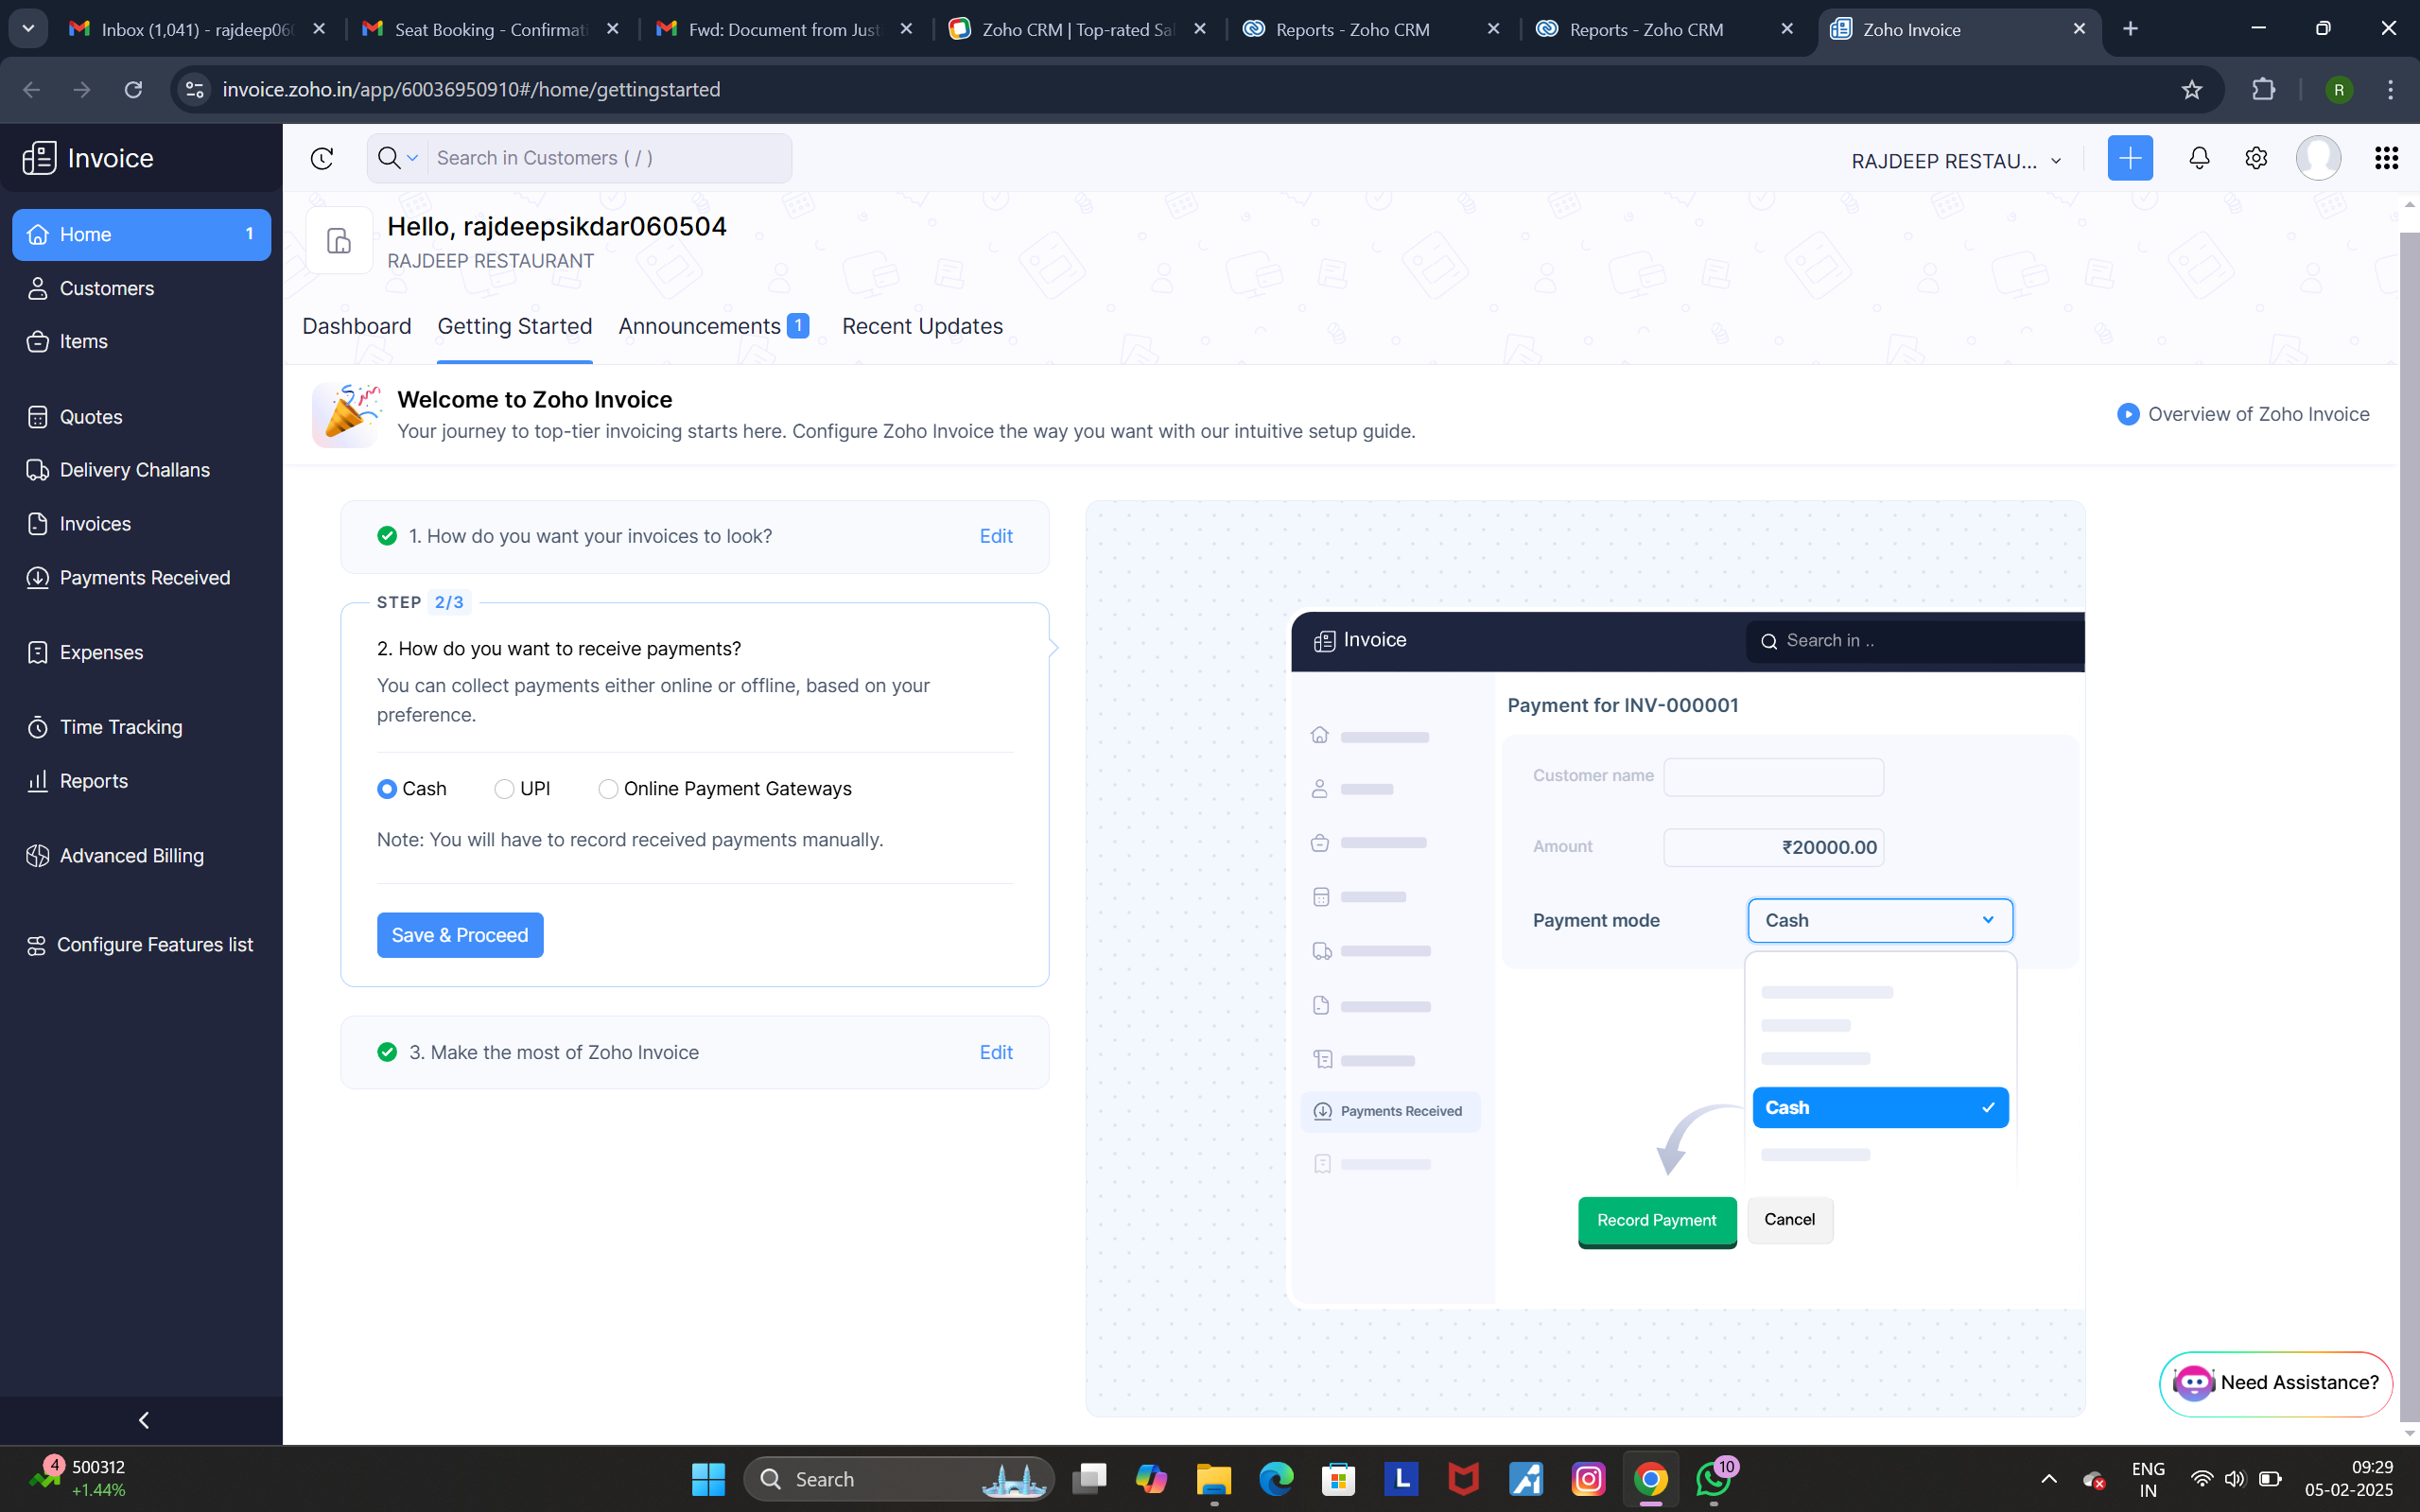 Inbox (1,041) - rajdeep06
Seat Booking - Confirmati
Fwd: Document from Just
Zoho CRM | Top-rated Sal
Reports - Zoho CRM
Reports - Zoho CRM
Zoho Invoice
invoice.zoho.in/app/60036950910#/home/gettingstarted
R
Invoice
Search in Customers ( / )
RAJDEEP RESTAU...
Home 1
Customers
Items
Quotes
Delivery Challans
Invoices
Payments Received
Expenses
Time Tracking
Reports
Advanced Billing
Configure Features list
Hello, rajdeepsikdar060504
RAJDEEP RESTAURANT
Dashboard Getting Started Announcements 1 Recent Updates
Welcome to Zoho Invoice
Your journey to top-tier invoicing starts here. Configure Zoho Invoice the way you want with our intuitive setup guide.
Overview of Zoho Invoice
1. How do you want your invoices to look? Edit
STEP 2/3
2. How do you want to receive payments?
You can collect payments either online or offline, based on your
preference.
Cash UPI Online Payment Gateways
Note: You will have to record received payments manually.
Save & Proceed
3. Make the most of Zoho Invoice Edit
Invoice
Search in ..
Payment for INV-000001
Customer name
Amount ₹20000.00
Payment mode Cash
Cash
Payments Received
Record Payment Cancel
Need Assistance?
4
500312
+1.44%
Search
L
10
ENG
IN
09:29
05-02-2025